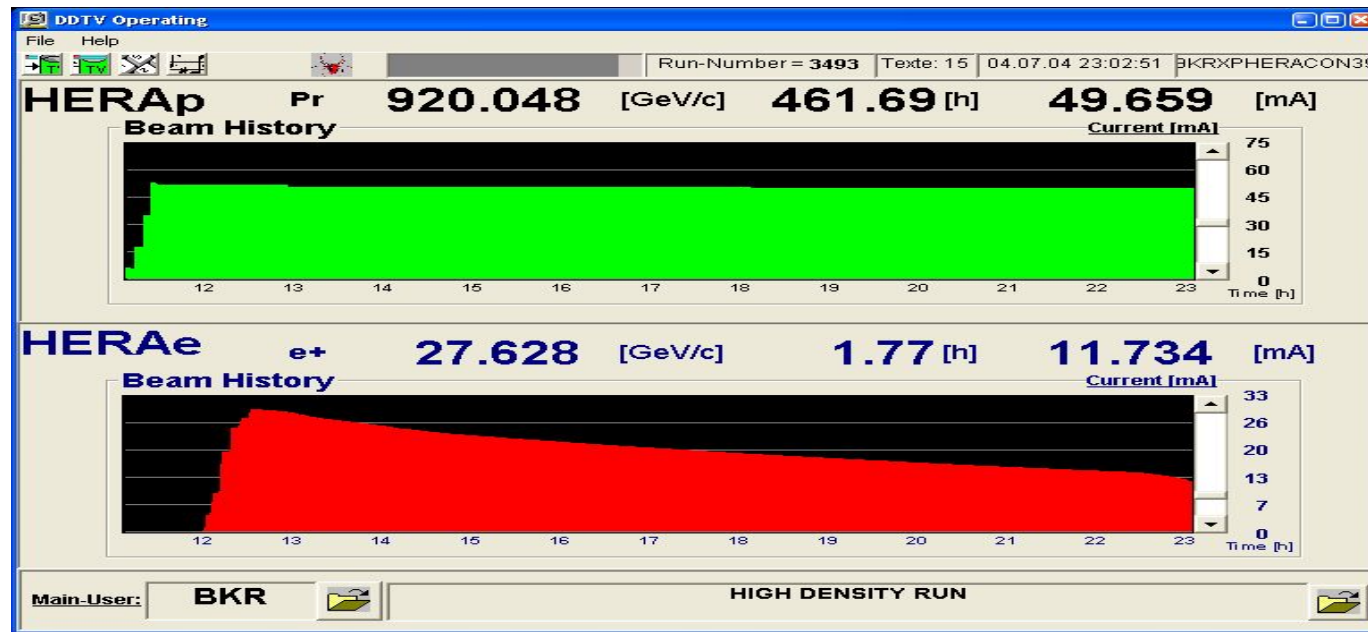 DDTV Operating
File Help
Run-Number = 3493 Texte: 15 04.07.04 23:02:51
HERAp Pr 920.048 [GeV/c] 461.69 [h] 49.659 [mA]
Beam History Current [mA]
75
60
45
30
15
0
12 13 14 15 16 17 18 19 20 21 22 23 Time [h]
HERAe e+ 27.628 [GeV/c] 1.77 [h] 11.734 [mA]
Beam History Current [mA]
33
26
20
13
7
0
12 13 14 15 16 17 18 19 20 21 22 23 Time [h]
Main-User: BKR HIGH DENSITY RUN